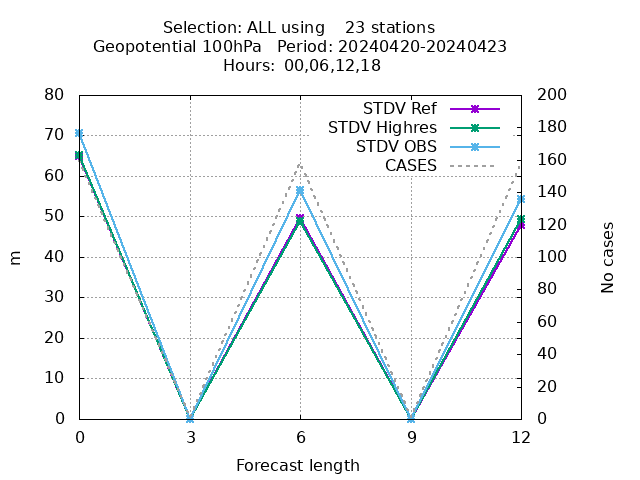 Selection: ALL using    23 stations
Geopotential 100hPa   Period: 20240420-20240423
Hours: 00,06,12,18
STDV Ref
STDV Highres
STDV OBS
CASES
m
80
70
60
50
40
30
20
10
0
200
180
160
140
120
100
80
60
40
20
0
No cases
0 3 6 9 12
Forecast length